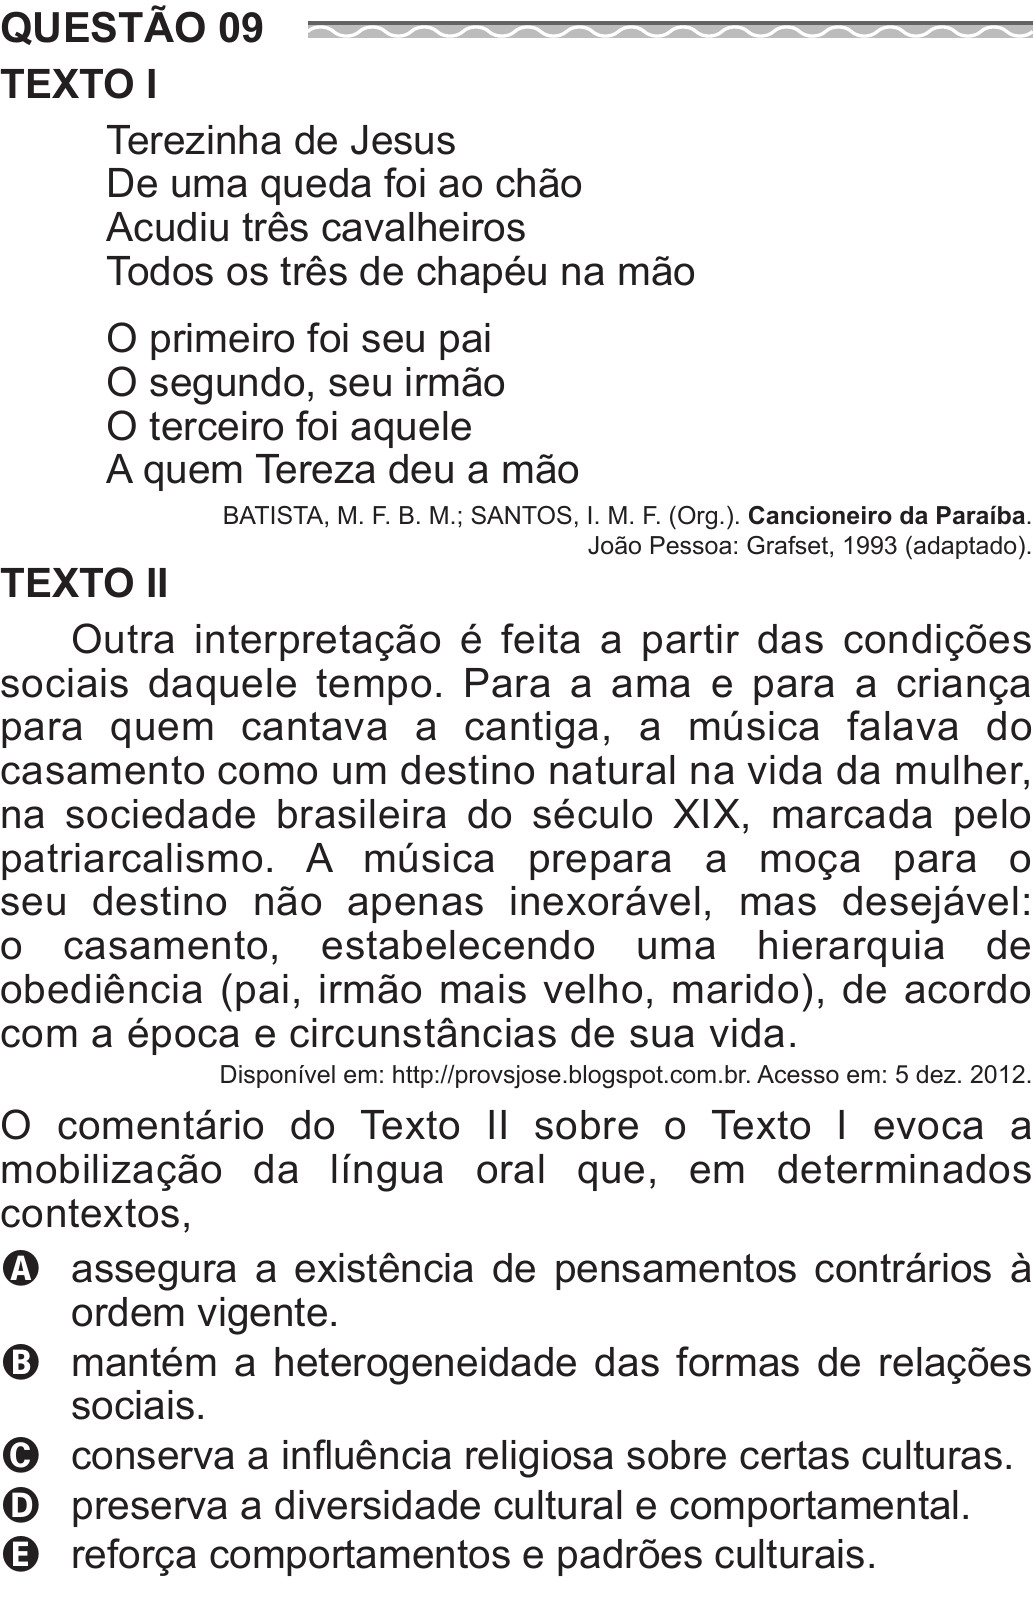 QUESTÃO 09
TEXTO I
Terezinha de Jesus
De uma queda foi ao chão
Acudiu três cavalheiros
Todos os três de chapéu na mão
O primeiro foi seu pai
O segundo, seu irmão
O terceiro foi aquele
A quem Tereza deu a mão
BATISTA, M. F. B. M.; SANTOS, I. M. F. (Org.). Cancioneiro da Paraíba.
João Pessoa: Grafset, 1993 (adaptado).
TEXTO II
Outra interpretação é feita a partir das condições
sociais daquele tempo. Para a ama e para a criança
para quem cantava a cantiga, a música falava do
casamento como um destino natural na vida da mulher,
na sociedade brasileira do século XIX, marcada pelo
patriarcalismo. A música prepara a moça para o
seu destino não apenas inexorável, mas desejável:
o casamento, estabelecendo uma hierarquia de
obediência (pai, irmão mais velho, marido), de acordo
com a época e circunstâncias de sua vida.
Disponível em: http://provsjose.blogspot.com.br. Acesso em: 5 dez. 2012.
O comentário do Texto II sobre o Texto I evoca a
mobilização da língua oral que, em determinados
contextos,
A assegura a existência de pensamentos contrários à
ordem vigente.
B mantém a heterogeneidade das formas de relações
sociais.
C conserva a influência religiosa sobre certas culturas.
D preserva a diversidade cultural e comportamental.
E reforça comportamentos e padrões culturais.